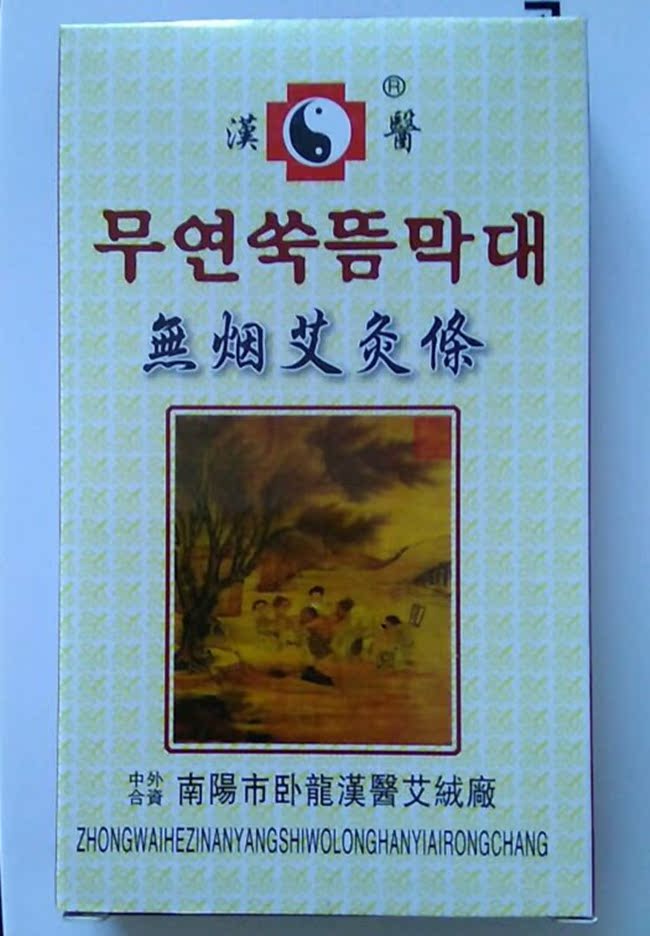 漢 醫 ®
무연쑥뜸막대
無烟艾灸條
中外合資 南陽市卧龍漢醫艾絨廠
ZHONGWAIHEZINANYANGSHIWOLONGHANYIAIRONGCHANG